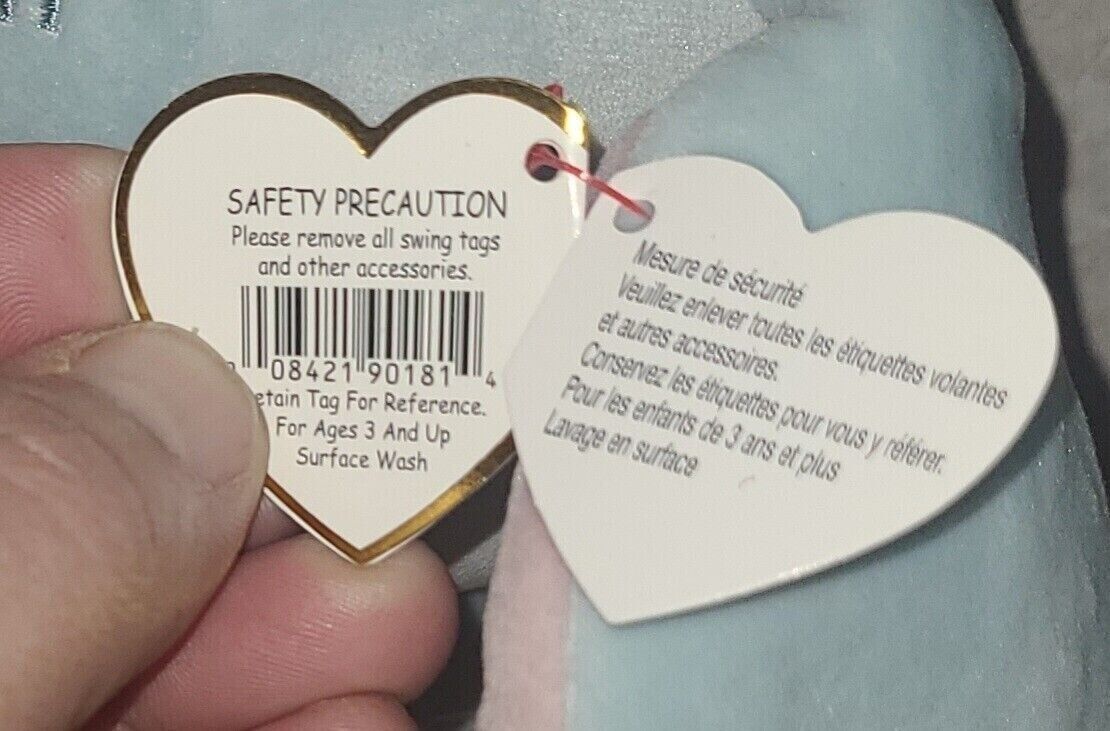 SAFETY PRECAUTION
Please remove all swing tags
and other accessories.
08421 90181 4
etain Tag For Reference.
For Ages 3 And Up
Surface Wash
Mesure de sécurité
Veuillez enlever toutes les étiquettes volantes
et autres accessoires.
Conservez les étiquettes pour vous y référer.
Pour les enfants de 3 ans et plus
Lavage en surface